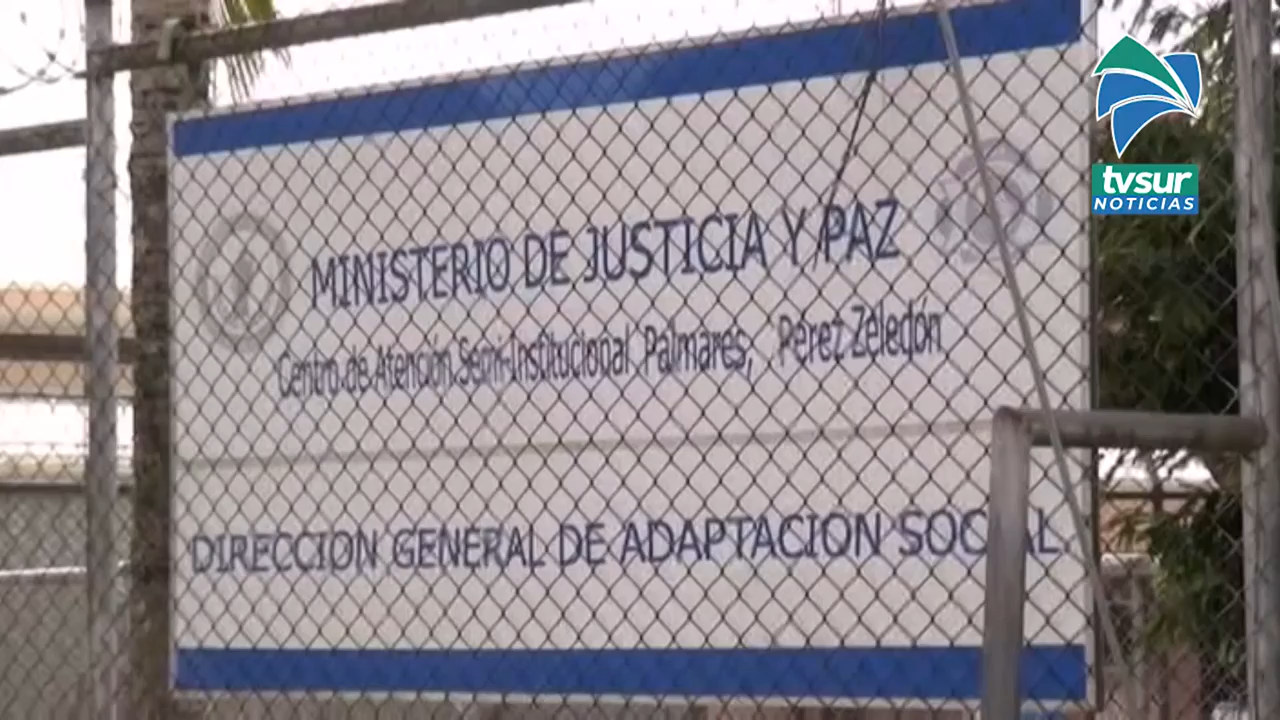 tvsur
NOTICIAS
MINISTERIO DE JUSTICIA Y PAZ
Centro de Atención Semi-Institucional Palmares, Pérez Zeledón
DIRECCION GENERAL DE ADAPTACION SOCIAL